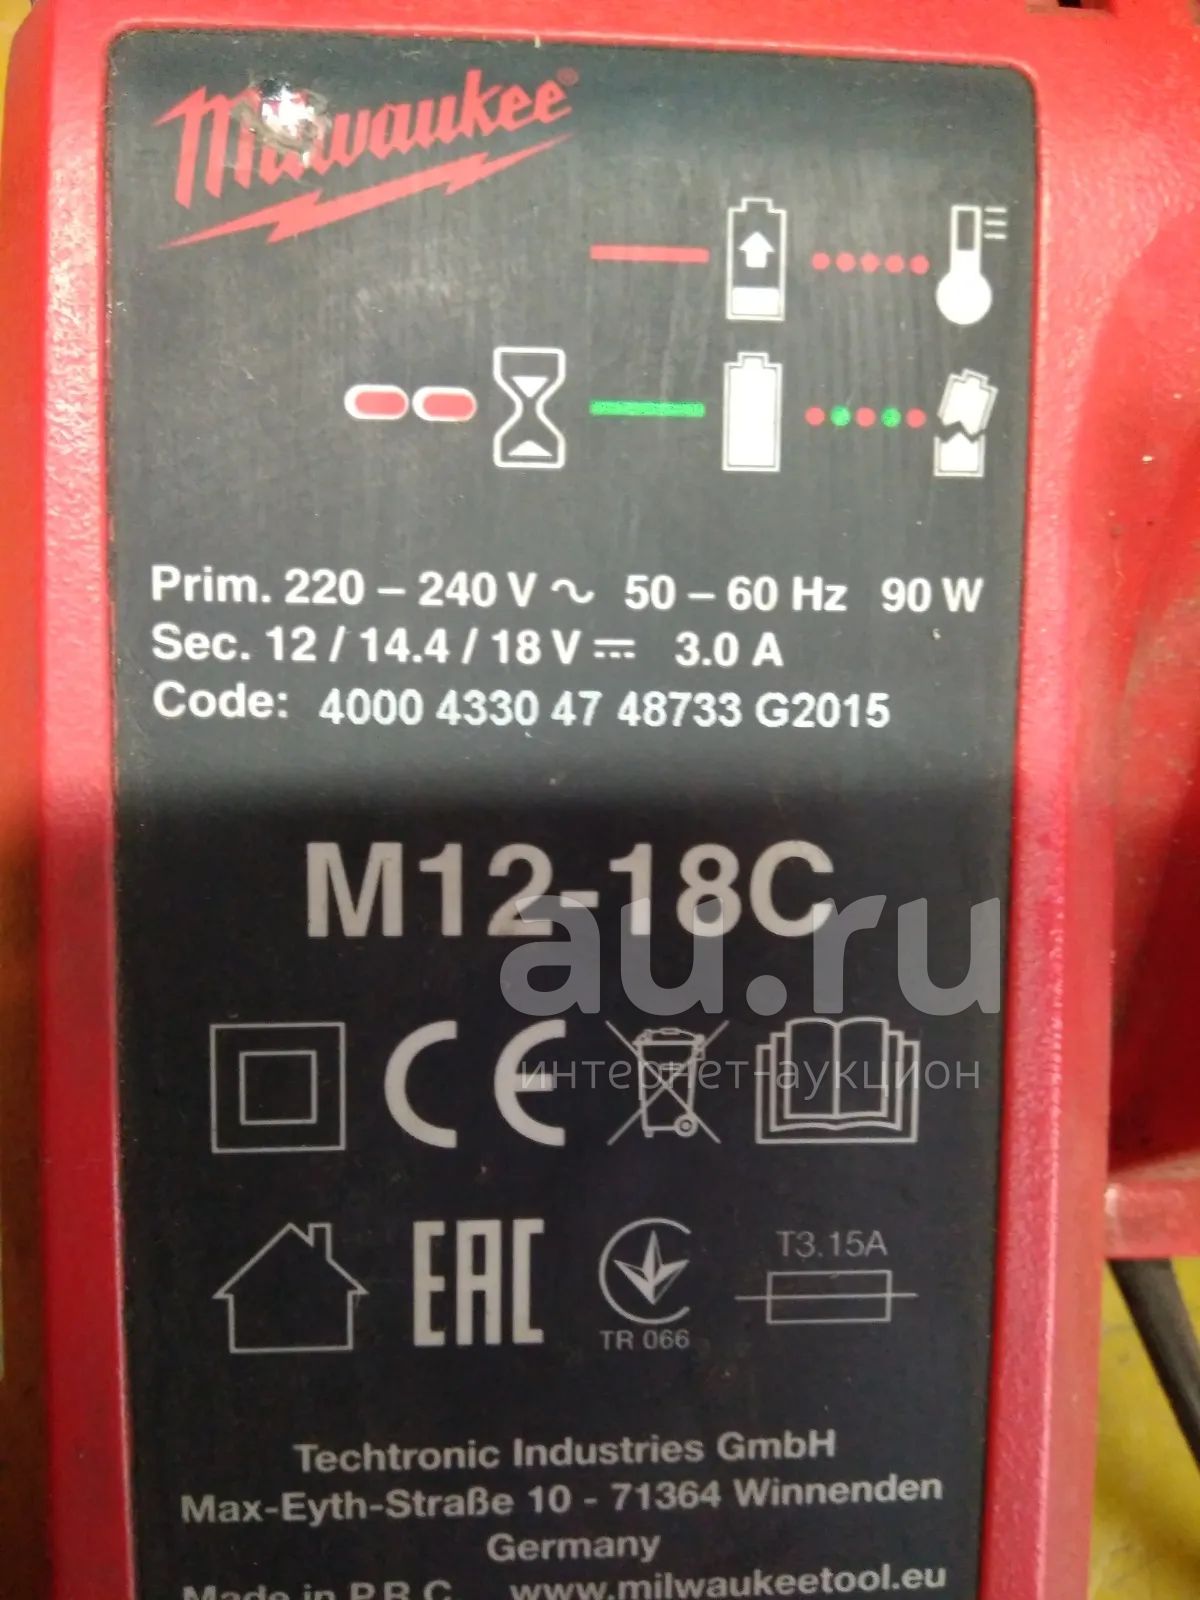 Milwaukee®
Prim. 220 – 240 V ~ 50 – 60 Hz 90 W
Sec. 12 / 14.4 / 18 V ⎓ 3.0 A
Code: 4000 4330 47 48733 G2015
M12-18C
au.ru
интернет-аукцион
CE
EAC
T3.15A
TR 066
Techtronic Industries GmbH
Max-Eyth-Straße 10 - 71364 Winnenden
Germany
Made in P.R.C. www.milwaukeetool.eu